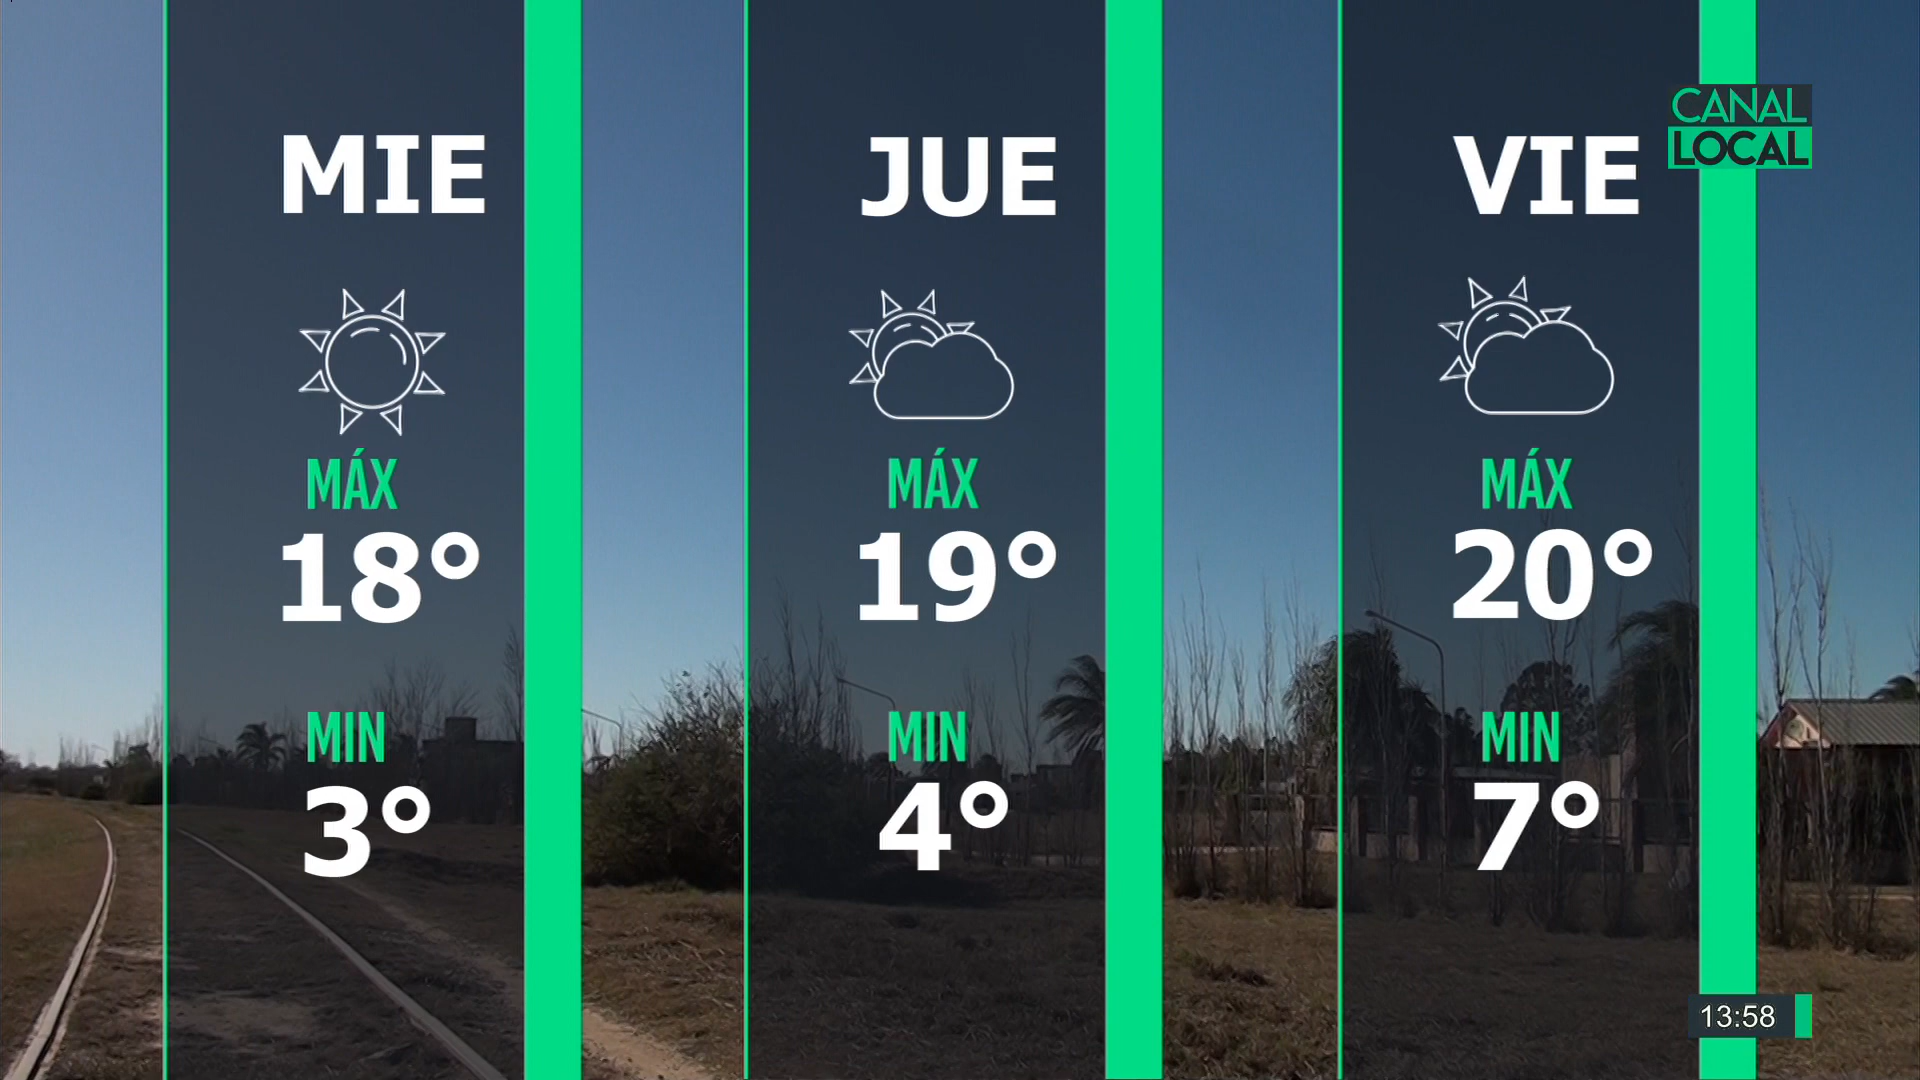 MIE
MÁX
18°
MIN
3°
JUE
MÁX
19°
MIN
4°
VIE
MÁX
20°
MIN
7°
CANAL
LOCAL
13:58